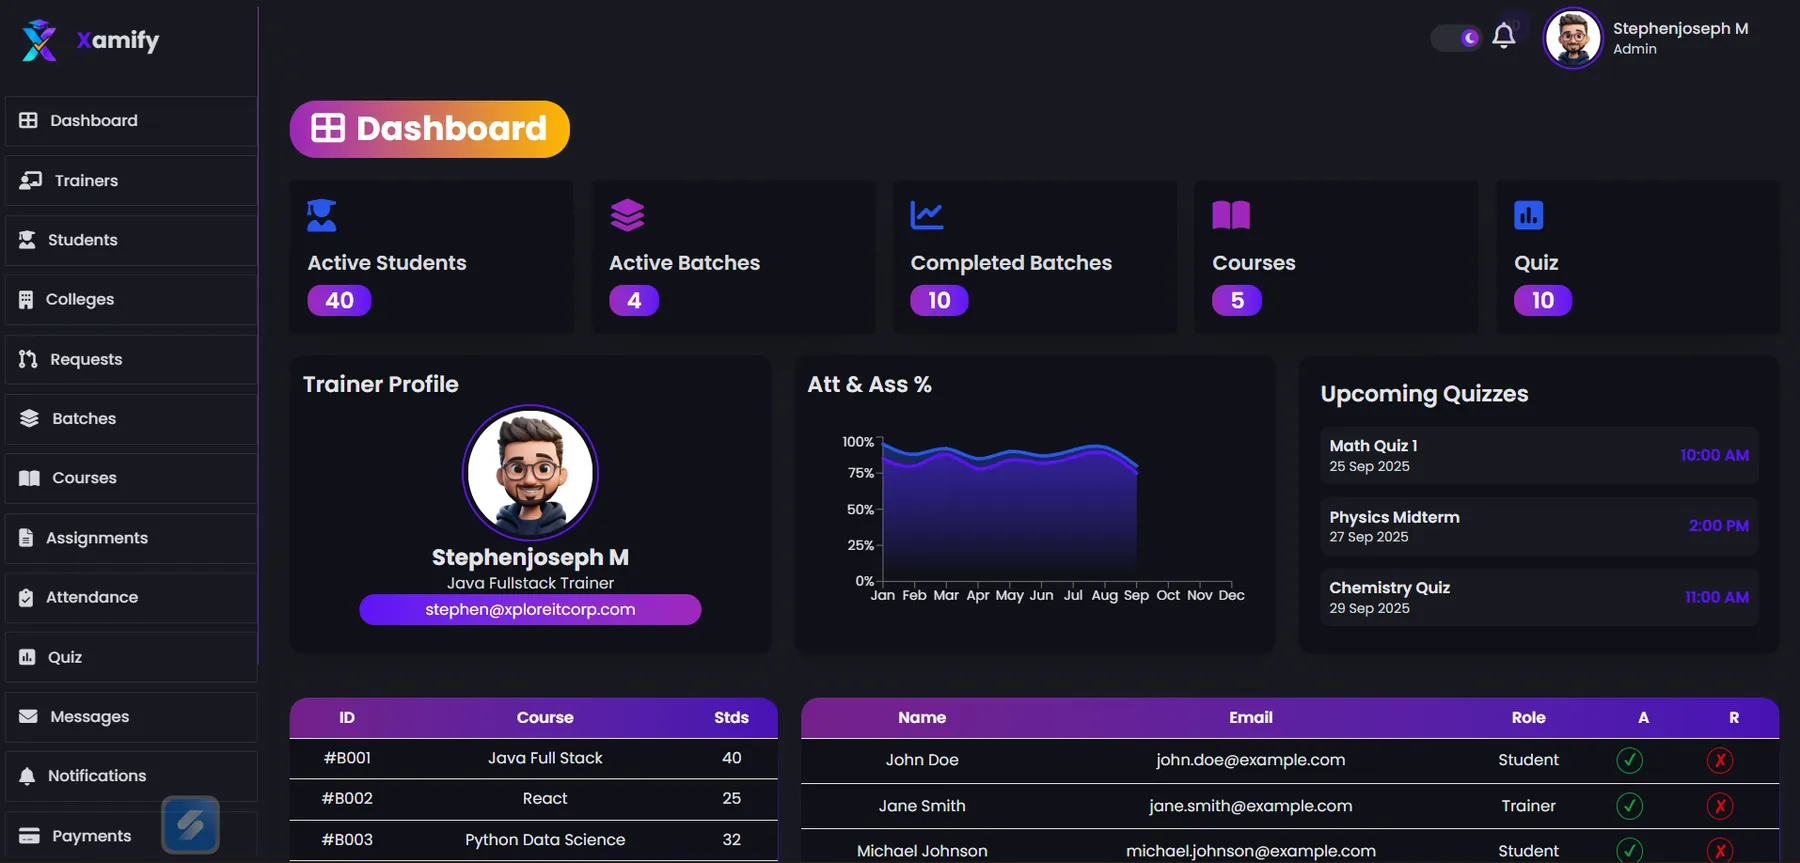 Xamify
Stephenjoseph M
Admin
Dashboard
Trainers
Students
Colleges
Requests
Batches
Courses
Assignments
Attendance
Quiz
Messages
Notifications
Payments
Dashboard
Active Students
40
Active Batches
4
Completed Batches
10
Courses
5
Quiz
10
Trainer Profile
Stephenjoseph M
Java Fullstack Trainer
stephen@xploreitcorp.com
Att & Ass %
100%
75%
50%
25%
0%
Jan Feb Mar Apr May Jun Jul Aug Sep Oct Nov Dec
Upcoming Quizzes
Math Quiz 1
25 Sep 2025
10:00 AM
Physics Midterm
27 Sep 2025
2:00 PM
Chemistry Quiz
29 Sep 2025
11:00 AM
ID Course Stds
#B001 Java Full Stack 40
#B002 React 25
#B003 Python Data Science 32
Name Email Role A R
John Doe john.doe@example.com Student ✓ ✗
Jane Smith jane.smith@example.com Trainer ✓ ✗
Michael Johnson michael.johnson@example.com Student ✓ ✗